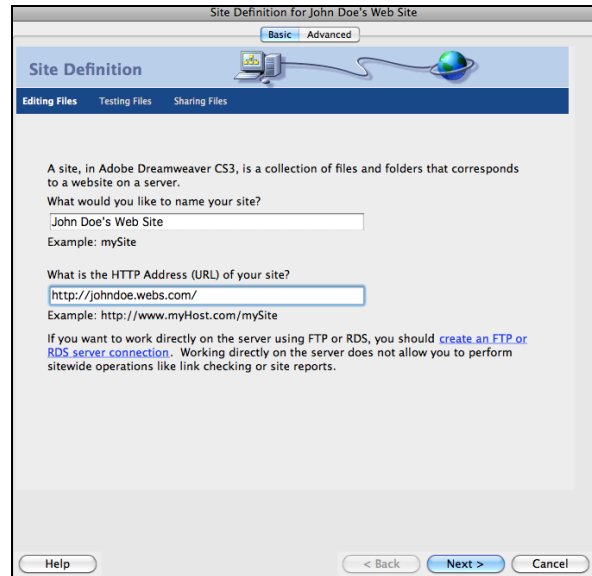 Site Definition for John Doe's Web Site
Basic Advanced
Site Definition
Editing Files Testing Files Sharing Files
A site, in Adobe Dreamweaver CS3, is a collection of files and folders that corresponds
to a website on a server.
What would you like to name your site?
John Doe's Web Site
Example: mySite
What is the HTTP Address (URL) of your site?
http://johndoe.webs.com/
Example: http://www.myHost.com/mySite
If you want to work directly on the server using FTP or RDS, you should create an FTP or
RDS server connection. Working directly on the server does not allow you to perform
sitewide operations like link checking or site reports.
Help < Back Next > Cancel